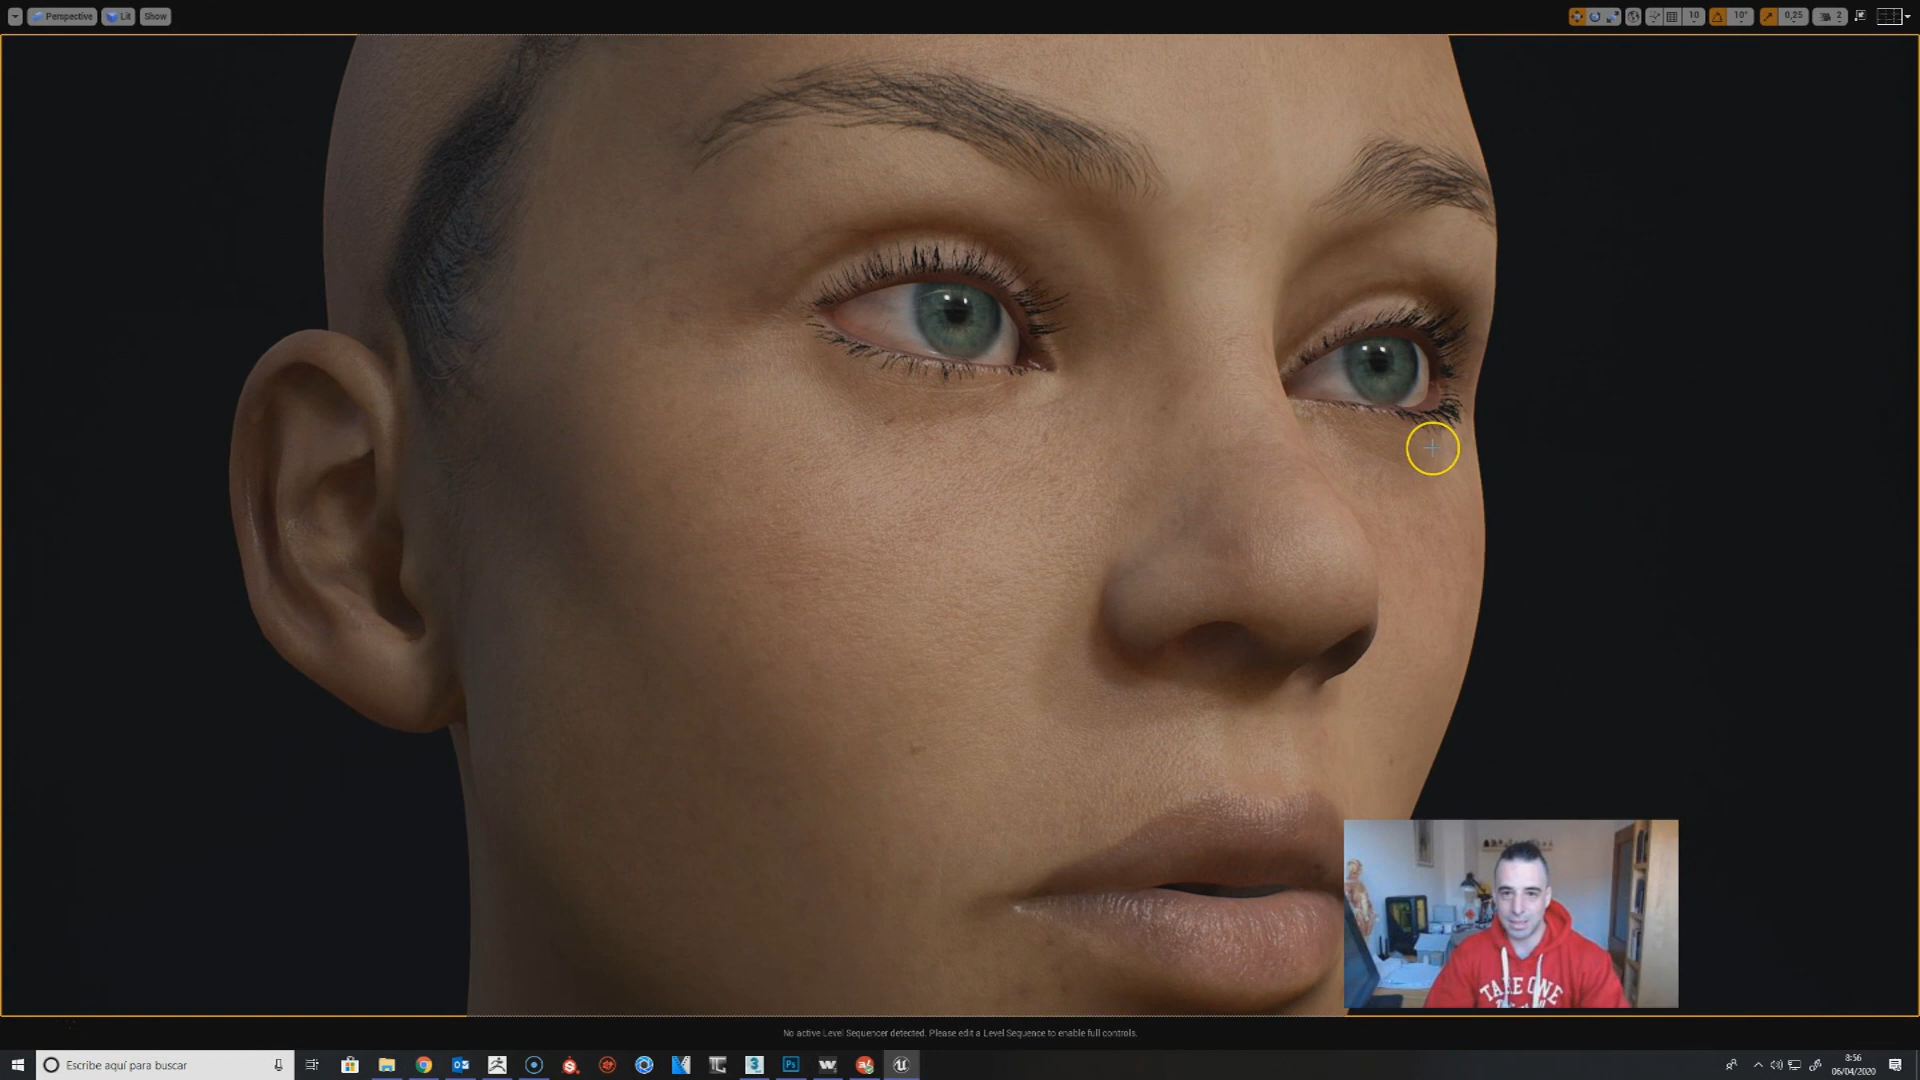 Perspective Lit Show
10 10° 0,25 2
TAKE ONE
No active Level Sequencer detected. Please edit a Level Sequence to enable full controls.
Escribe aquí para buscar
Ps
8:56
06/04/2020